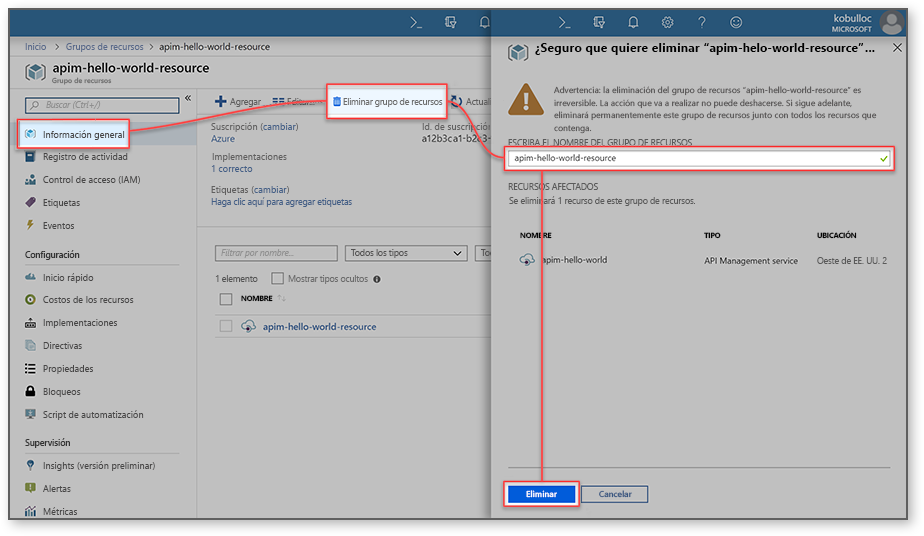 kobulloc
MICROSOFT
Inicio > Grupos de recursos > apim-hello-world-resource
apim-hello-world-resource
Grupo de recursos
Buscar (Ctrl+/)
Información general
Registro de actividad
Control de acceso (IAM)
Etiquetas
Eventos
Configuración
Inicio rápido
Costos de los recursos
Implementaciones
Directivas
Propiedades
Bloqueos
Script de automatización
Supervisión
Insights (versión preliminar)
Alertas
Métricas
Agregar Editar... Eliminar grupo de recursos Actual
Suscripción (cambiar) Id. de suscripción
Azure a12b3ca1-b2c3-
Implementaciones
1 correcto
Etiquetas (cambiar)
Haga clic aquí para agregar etiquetas
Filtrar por nombre... Todos los tipos Too
1 elemento Mostrar tipos ocultos
NOMBRE
apim-hello-world-resource
¿Seguro que quiere eliminar “apim-helo-world-resource”...
Advertencia: la eliminación del grupo de recursos "apim-hello-world-resource" es
irreversible. La acción que va a realizar no puede deshacerse. Si sigue adelante,
eliminará permanentemente este grupo de recursos junto con todos los recursos que
contenga.
ESCRIBA EL NOMBRE DEL GRUPO DE RECURSOS
apim-hello-world-resource
RECURSOS AFECTADOS
Se eliminará 1 recurso de este grupo de recursos.
NOMBRE TIPO UBICACIÓN
apim-hello-world API Management service Oeste de EE. UU. 2
Eliminar Cancelar